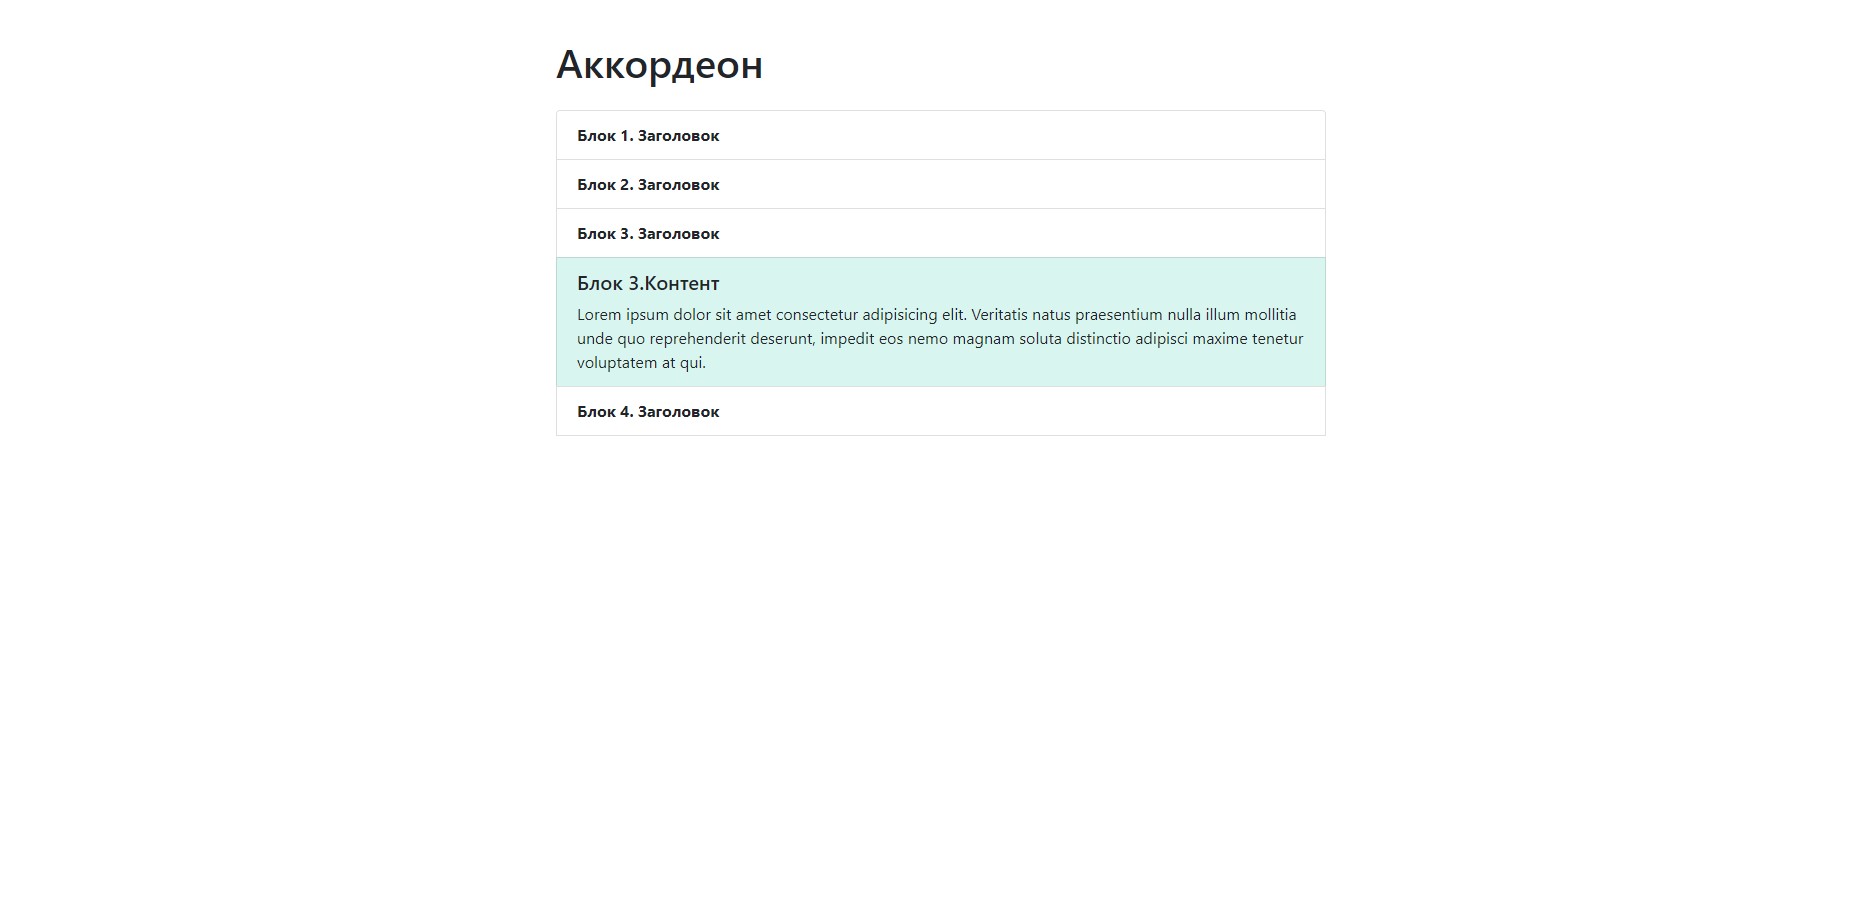 Аккордеон
Блок 1. Заголовок
Блок 2. Заголовок
Блок 3. Заголовок
Блок 3.Контент
Lorem ipsum dolor sit amet consectetur adipisicing elit. Veritatis natus praesentium nulla illum mollitia
unde quo reprehenderit deserunt, impedit eos nemo magnam soluta distinctio adipisci maxime tenetur
voluptatem at qui.
Блок 4. Заголовок